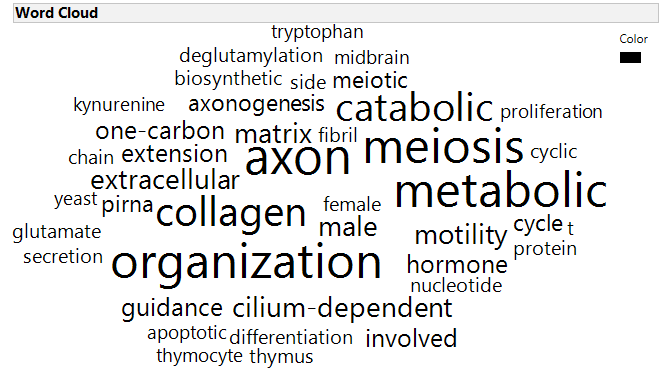 Word Cloud
tryptophan
Color
deglutamylation midbrain
biosynthetic side meiotic
kynurenine axonogenesis catabolic proliferation
one-carbon matrix fibril meiosis cyclic
chain extension axon
extracellular metabolic
yeast pirna collagen female
glutamate male motility cycle t
secretion organization protein
hormone
nucleotide
guidance cilium-dependent
apoptotic differentiation involved
thymocyte thymus